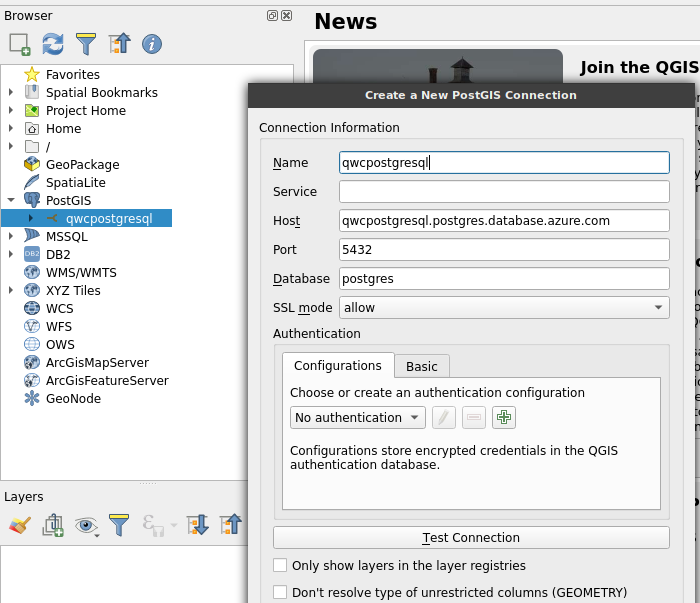 Browser
News
Favorites
Spatial Bookmarks
Project Home
Home
/
GeoPackage
SpatiaLite
PostGIS
qwcpostgresql
MSSQL
DB2
DB2
WMS/WMTS
XYZ Tiles
WCS
WFS
OWS
ArcGisMapServer
ArcGisFeatureServer
GeoNode
Layers
Join the QGIS
Create a New PostGIS Connection
Connection Information
Name
qwcpostgresql
Service
Host
qwcpostgresql.postgres.database.azure.com
Port
5432
Database
postgres
SSL mode
allow
Authentication
Configurations
Basic
Choose or create an authentication configuration
No authentication
Configurations store encrypted credentials in the QGIS
authentication database.
Test Connection
Only show layers in the layer registries
Don't resolve type of unrestricted columns (GEOMETRY)